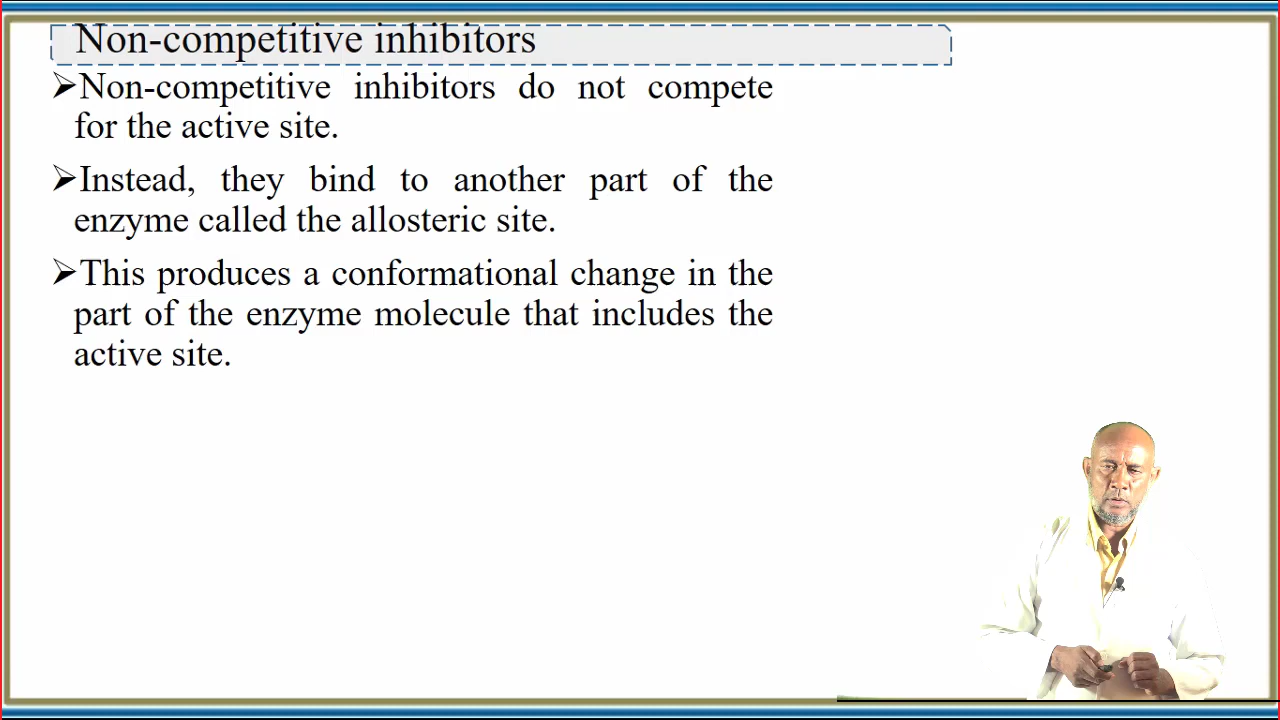 Non-competitive inhibitors
➢Non-competitive inhibitors do not compete
for the active site.
➢Instead, they bind to another part of the
enzyme called the allosteric site.
➢This produces a conformational change in the
part of the enzyme molecule that includes the
active site.